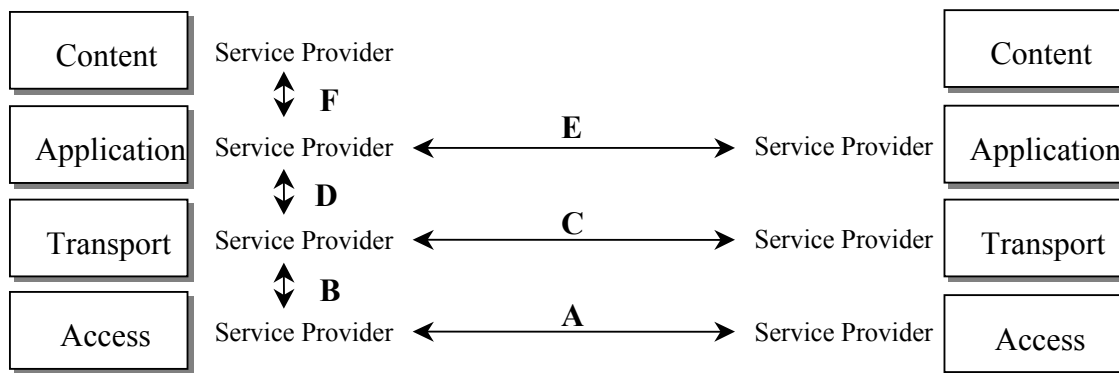 Content Service Provider Content
F
Application Service Provider E Service Provider Application
D
Transport Service Provider C Service Provider Transport
B
Access Service Provider A Service Provider Access